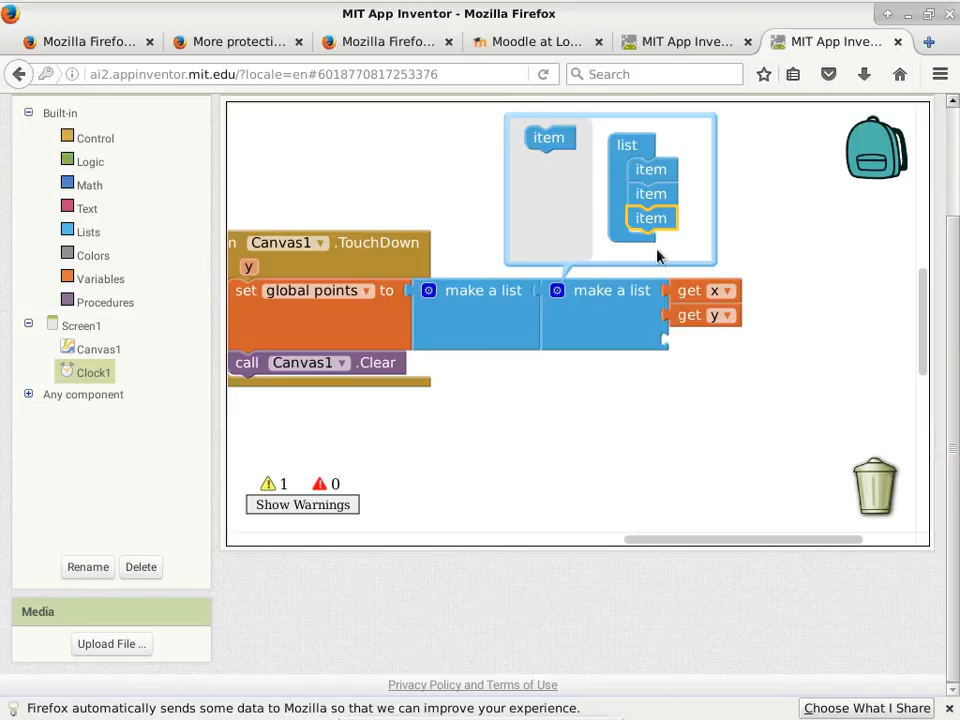 MIT App Inventor - Mozilla Firefox
Mozilla Firefo...
More protecti...
Mozilla Firefo...
Moodle at Lo...
MIT App Inve...
MIT App Inve...
ai2.appinventor.mit.edu/?locale=en#6018770817253376
Search
Built-in
Control
Logic
Math
Text
Lists
Colors
Variables
Procedures
Screen1
Canvas1
Clock1
Any component
Rename
Delete
Media
Upload File ...
item
list
item
item
item
n Canvas1 .TouchDown
y
set global points to
make a list
make a list
get x
get y
call Canvas1 .Clear
1
0
Show Warnings
Privacy Policy and Terms of Use
Firefox automatically sends some data to Mozilla so that we can improve your experience.
Choose What I Share